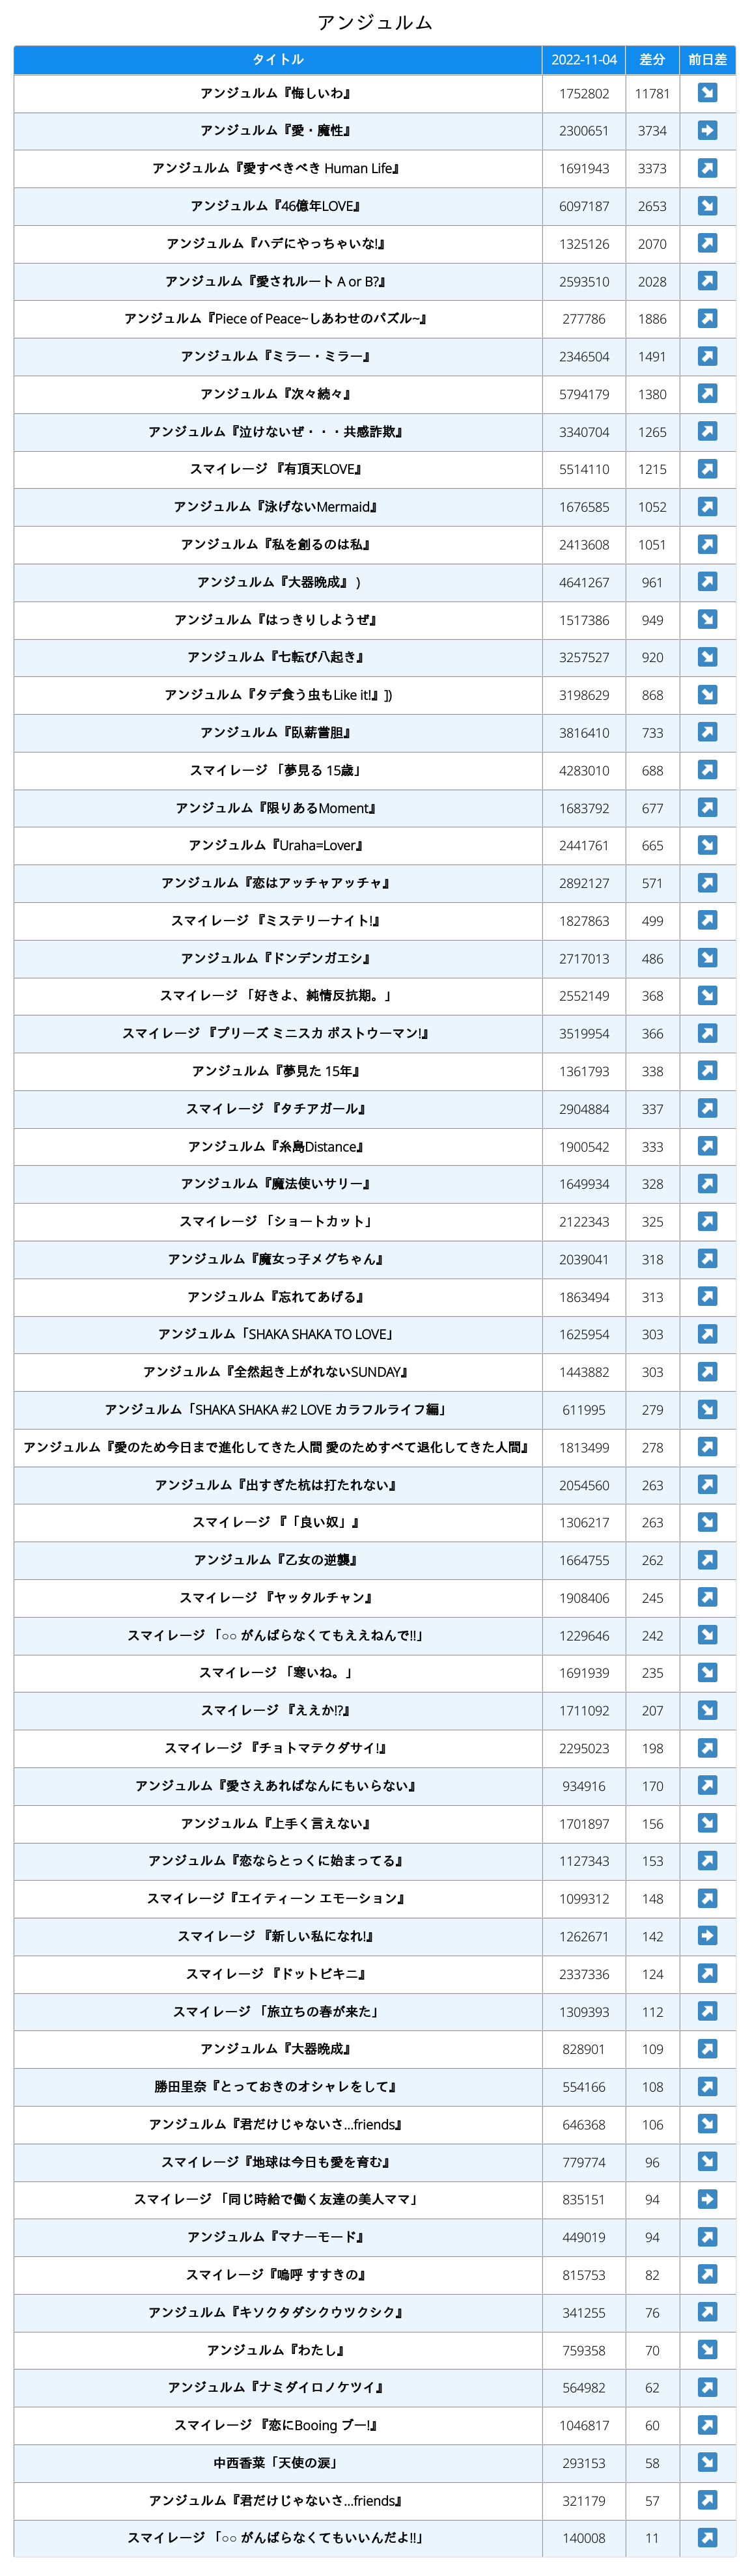 アンジュルム
タイトル 2022-11-04 差分 前日差
アンジュルム『悔しいわ』 1752802 11781 ↘
アンジュルム『愛・魔性』 2300651 3734 ➡
アンジュルム『愛すべきべき Human Life』 1691943 3373 ↗
アンジュルム『46億年LOVE』 6097187 2653 ↘
アンジュルム『ハデにやっちゃいな!』 1325126 2070 ↗
アンジュルム『愛されルート A or B?』 2593510 2028 ↗
アンジュルム『Piece of Peace~しあわせのパズル~』 277786 1886 ↗
アンジュルム『ミラー・ミラー』 2346504 1491 ↗
アンジュルム『次々続々』 5794179 1380 ↗
アンジュルム『泣けないぜ・・・共感詐欺』 3340704 1265 ↗
スマイレージ 『有頂天LOVE』 5514110 1215 ↗
アンジュルム『泳げないMermaid』 1676585 1052 ↗
アンジュルム『私を創るのは私』 2413608 1051 ↗
アンジュルム『大器晩成』 ) 4641267 961 ↗
アンジュルム『はっきりしようぜ』 1517386 949 ↘
アンジュルム『七転び八起き』 3257527 920 ↘
アンジュルム『タデ食う虫もLike it!』]) 3198629 868 ↘
アンジュルム『臥薪嘗胆』 3816410 733 ↗
スマイレージ 「夢見る 15歳」 4283010 688 ↗
アンジュルム『限りあるMoment』 1683792 677 ↗
アンジュルム『Uraha=Lover』 2441761 665 ↘
アンジュルム『恋はアッチャアッチャ』 2892127 571 ↗
スマイレージ 『ミステリーナイト!』 1827863 499 ↗
アンジュルム『ドンデンガエシ』 2717013 486 ↘
スマイレージ 「好きよ、純情反抗期。」 2552149 368 ↘
スマイレージ 『プリーズ ミニスカ ポストウーマン!』 3519954 366 ↗
アンジュルム『夢見た 15年』 1361793 338 ↗
スマイレージ 『タチアガール』 2904884 337 ↗
アンジュルム『糸島Distance』 1900542 333 ↗
アンジュルム『魔法使いサリー』 1649934 328 ↗
スマイレージ 「ショートカット」 2122343 325 ↗
アンジュルム『魔女っ子メグちゃん』 2039041 318 ↗
アンジュルム『忘れてあげる』 1863494 313 ↗
アンジュルム「SHAKA SHAKA TO LOVE」 1625954 303 ↗
アンジュルム『全然起き上がれないSUNDAY』 1443882 303 ↗
アンジュルム「SHAKA SHAKA #2 LOVE カラフルライフ編」 611995 279 ↘
アンジュルム『愛のため今日まで進化してきた人間 愛のためすべて退化してきた人間』 1813499 278 ↗
アンジュルム『出すぎた杭は打たれない』 2054560 263 ↗
スマイレージ 『「良い奴」』 1306217 263 ↘
アンジュルム『乙女の逆襲』 1664755 262 ↗
スマイレージ 『ヤッタルチャン』 1908406 245 ↗
スマイレージ 「○○ がんばらなくてもええねんで!!」 1229646 242 ↘
スマイレージ 「寒いね。」 1691939 235 ↘
スマイレージ 『ええか!?』 1711092 207 ↘
スマイレージ 『チョトマテクダサイ!』 2295023 198 ↗
アンジュルム『愛さえあればなんにもいらない』 934916 170 ↗
アンジュルム『上手く言えない』 1701897 156 ↘
アンジュルム『恋ならとっくに始まってる』 1127343 153 ↗
スマイレージ『エイティーン エモーション』 1099312 148 ↗
スマイレージ 『新しい私になれ!』 1262671 142 ➡
スマイレージ 『ドットビキニ』 2337336 124 ↗
スマイレージ 「旅立ちの春が来た」 1309393 112 ↗
アンジュルム『大器晩成』 828901 109 ↗
勝田里奈『とっておきのオシャレをして』 554166 108 ↗
アンジュルム『君だけじゃないさ...friends』 646368 106 ↘
スマイレージ『地球は今日も愛を育む』 779774 96 ↘
スマイレージ 「同じ時給で働く友達の美人ママ」 835151 94 ➡
アンジュルム『マナーモード』 449019 94 ↗
スマイレージ『嗚呼 すすきの』 815753 82 ↗
アンジュルム『キソクタダシクウツクシク』 341255 76 ↗
アンジュルム『わたし』 759358 70 ↘
アンジュルム『ナミダイロノケツイ』 564982 62 ↗
スマイレージ 『恋にBooing ブー!』 1046817 60 ↗
中西香菜「天使の涙」 293153 58 ↘
アンジュルム『君だけじゃないさ...friends』 321179 57 ↗
スマイレージ 「○○ がんばらなくてもいいんだよ!!」 140008 11 ↗